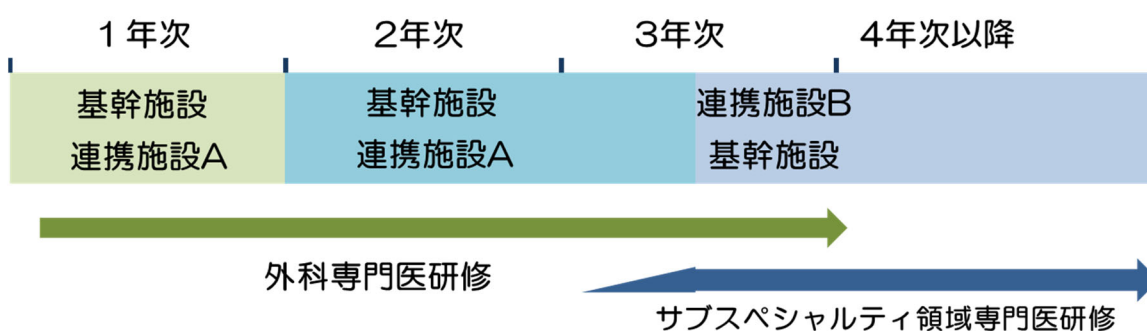 1年次 2年次 3年次 4年次以降
基幹施設 基幹施設 連携施設B
連携施設A 連携施設A 基幹施設
外科専門医研修
サブスペシャルティ領域専門医研修